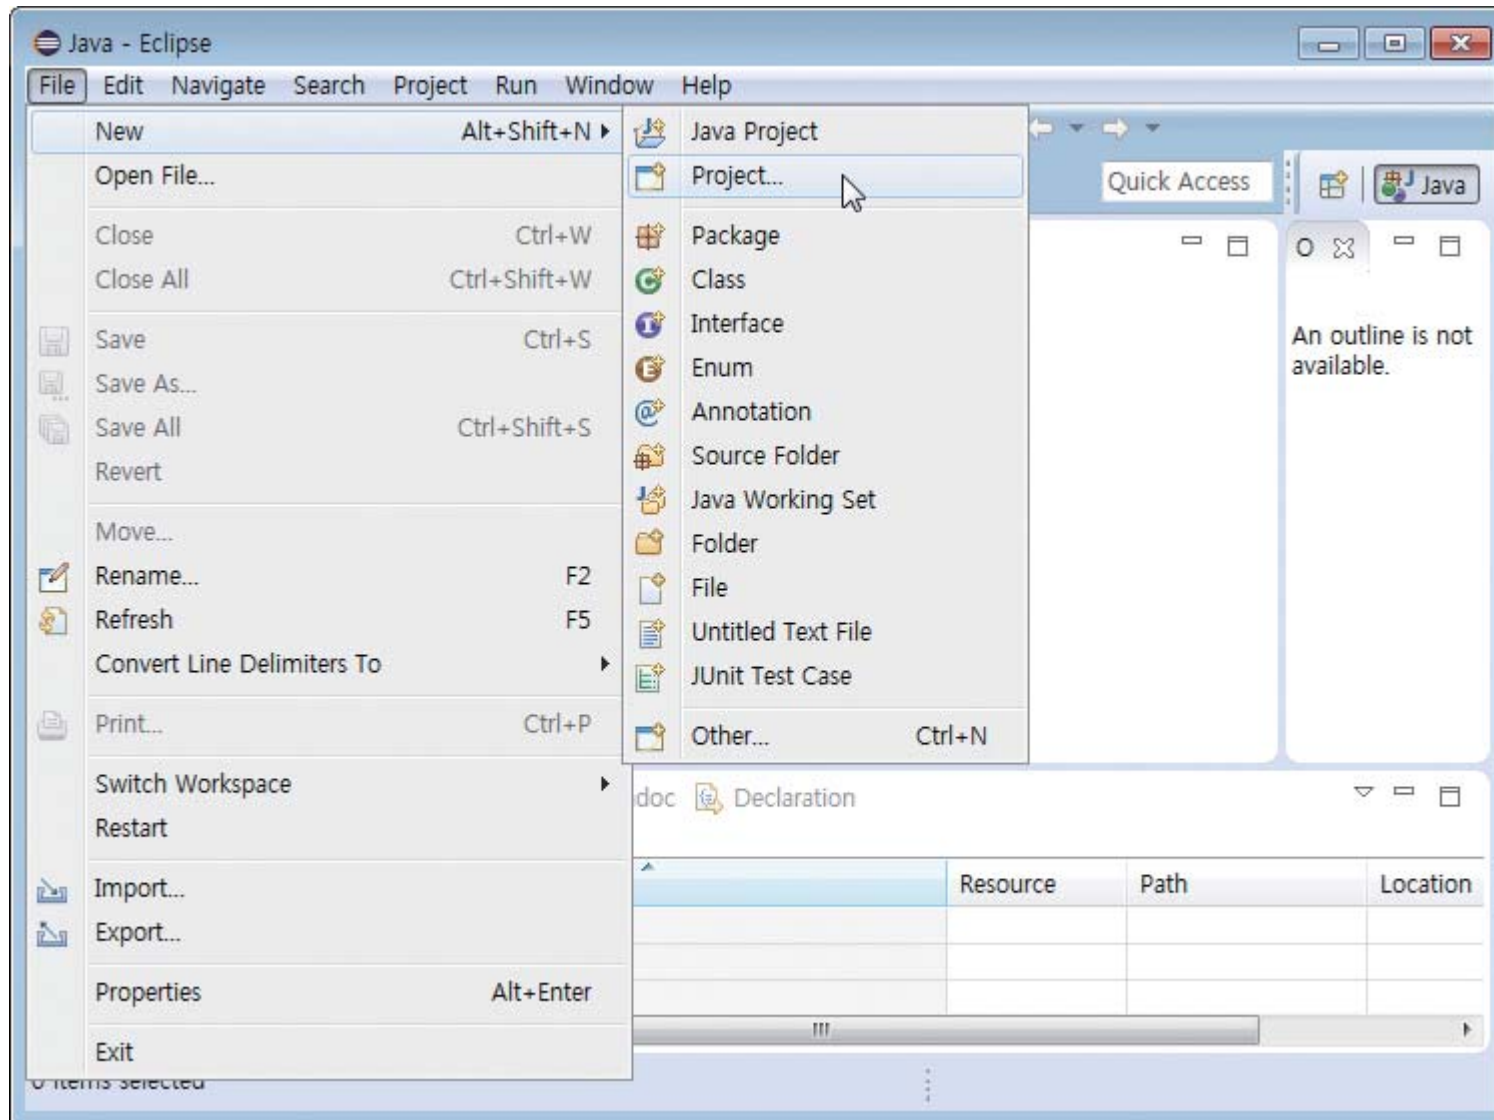 Java - Eclipse
File Edit Navigate Search Project Run Window Help
New Alt+Shift+N
Open File...
Close Ctrl+W
Close All Ctrl+Shift+W
Save Ctrl+S
Save As...
Save All Ctrl+Shift+S
Revert
Move...
Rename... F2
Refresh F5
Convert Line Delimiters To
Print... Ctrl+P
Switch Workspace
Restart
Import...
Export...
Properties Alt+Enter
Exit
Java Project
Project...
Package
Class
Interface
Enum
Annotation
Source Folder
Java Working Set
Folder
File
Untitled Text File
JUnit Test Case
Other... Ctrl+N
Quick Access
Java
O
An outline is not
available.
doc Declaration
Resource Path Location
0 items selected